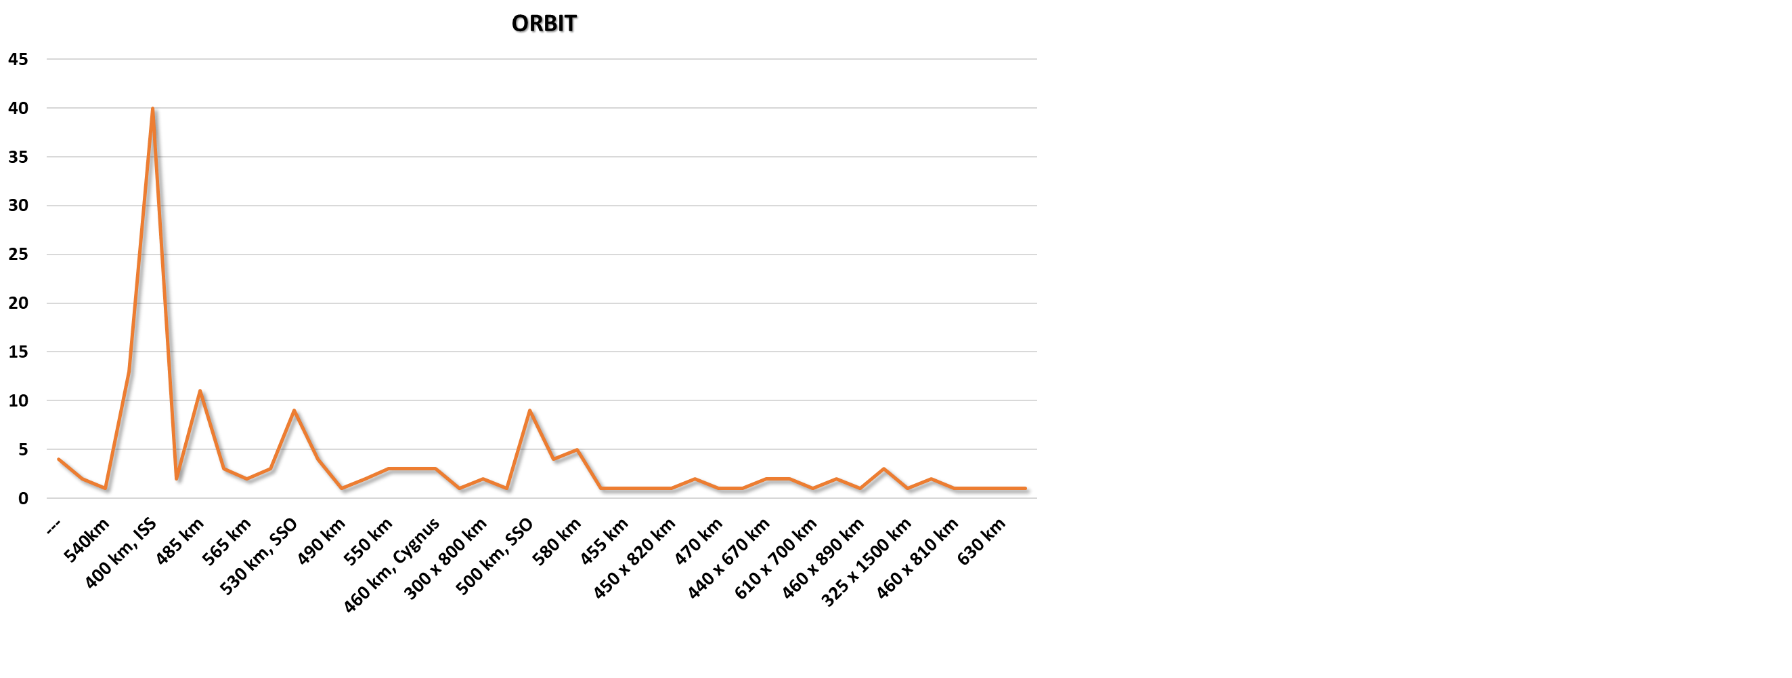 ORBIT
45
40
35
30
25
20
15
10
5
0
---
540km
400 km, ISS
485 km
565 km
530 km, SSO
490 km
550 km
460 km, Cygnus
300 x 800 km
500 km, SSO
580 km
455 km
450 x 820 km
470 km
440 x 670 km
610 x 700 km
460 x 890 km
325 x 1500 km
460 x 810 km
630 km